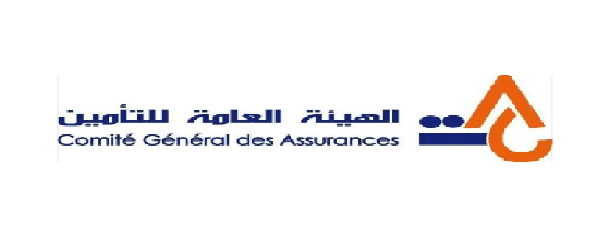 الهيئة العامة للتأمين
Comité Général des Assurances